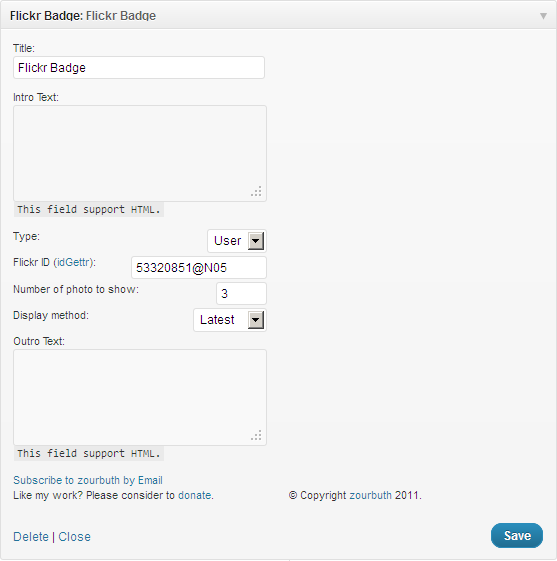 Flickr Badge: Flickr Badge
Title:
Flickr Badge
Intro Text:
This field support HTML.
Type: User
Flickr ID (idGettr): 53320851@N05
Number of photo to show: 3
Display method: Latest
Outro Text:
This field support HTML.
Subscribe to zourbuth by Email
Like my work? Please consider to donate. © Copyright zourbuth 2011.
Delete | Close Save